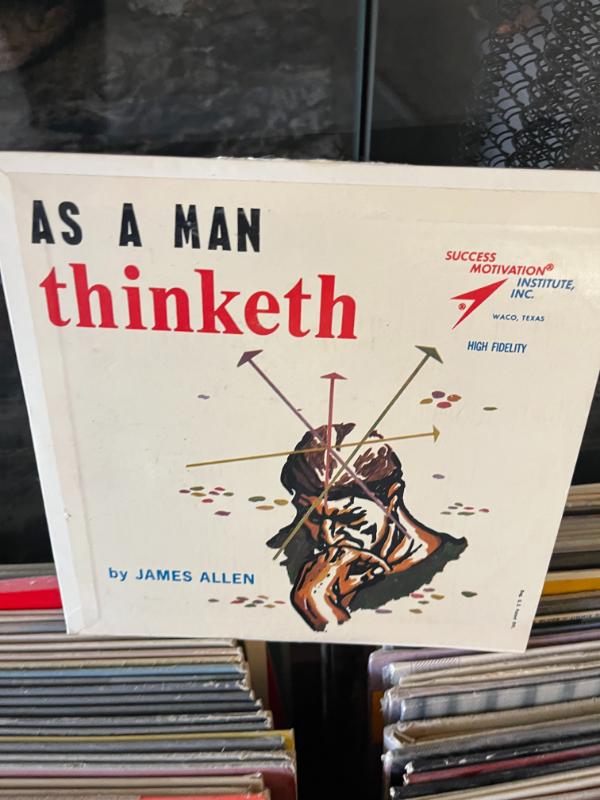 AS A MAN
thinketh
SUCCESS
MOTIVATION®
INSTITUTE,
INC.
®
WACO, TEXAS
HIGH FIDELITY
by JAMES ALLEN